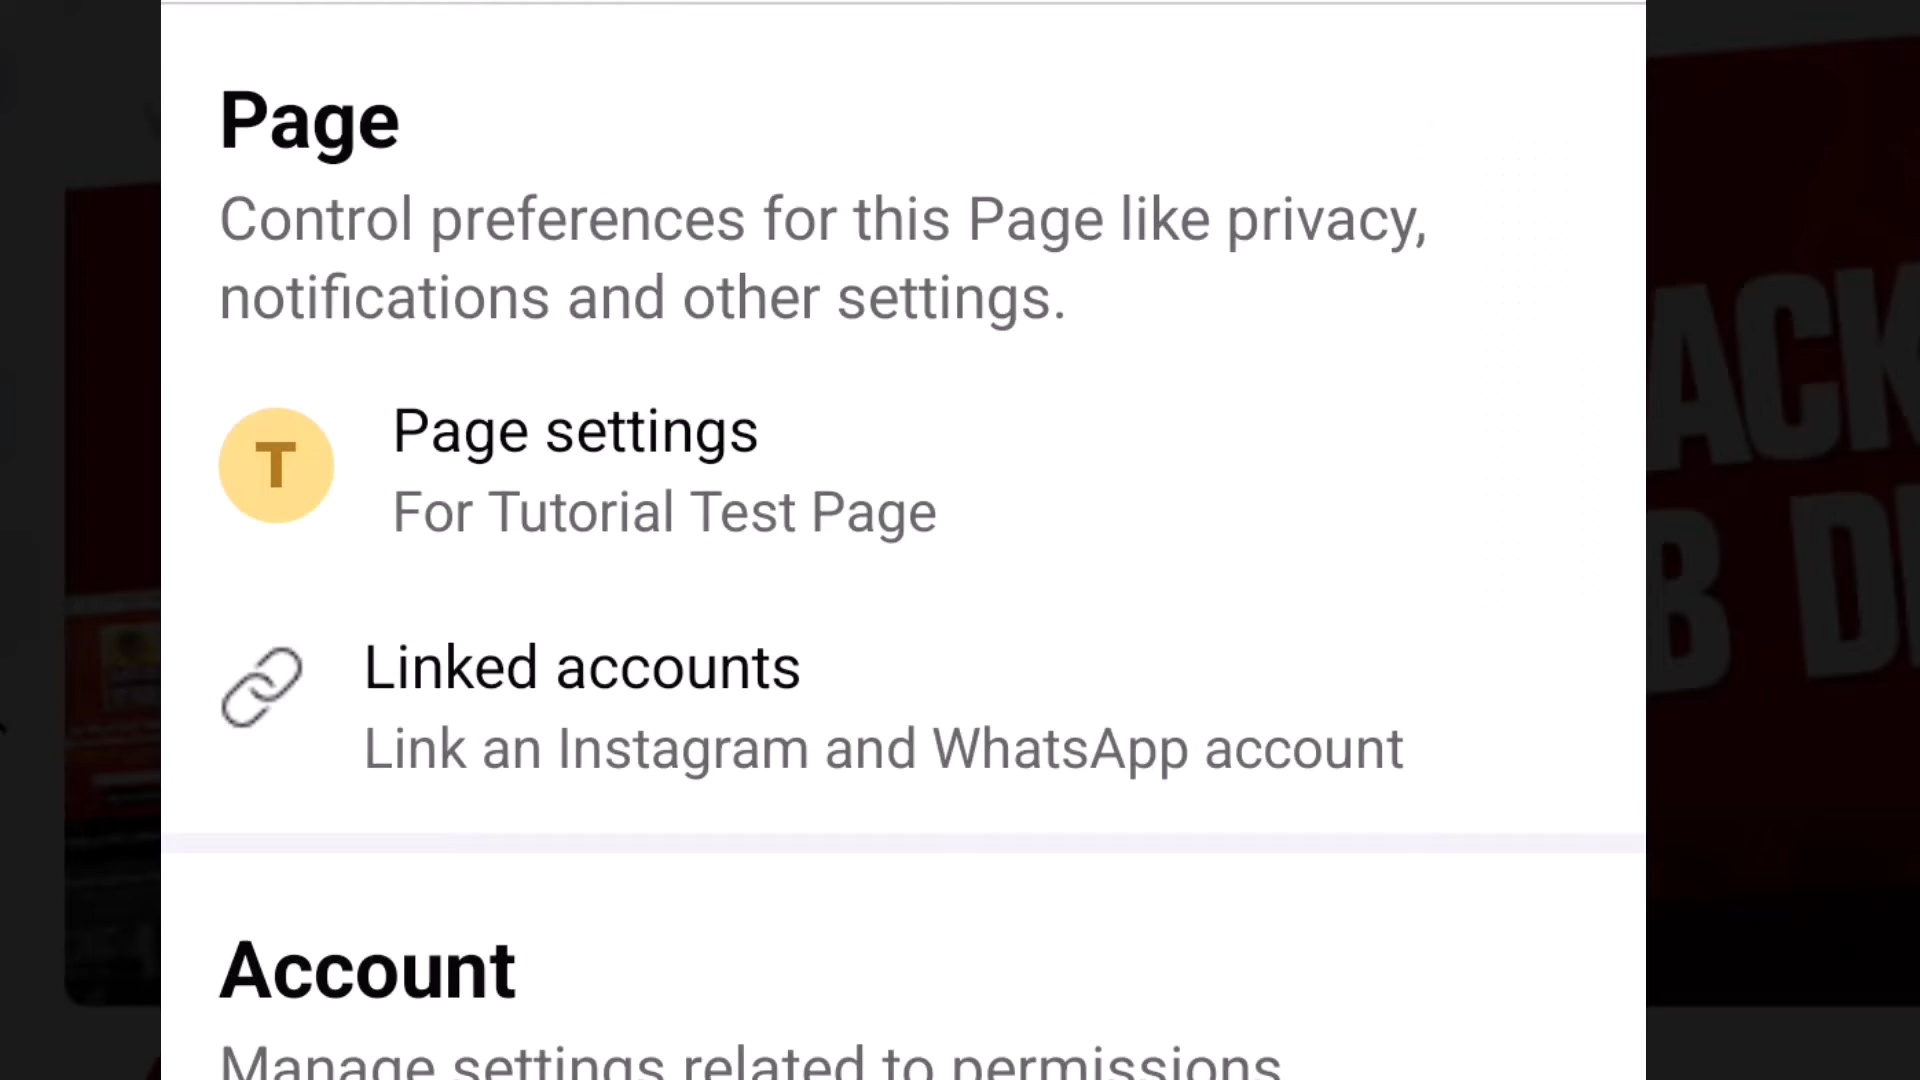 Page
Control preferences for this Page like privacy,
notifications and other settings.
T
Page settings
For Tutorial Test Page
Linked accounts
Link an Instagram and WhatsApp account
Account
Manage settings related to permissions